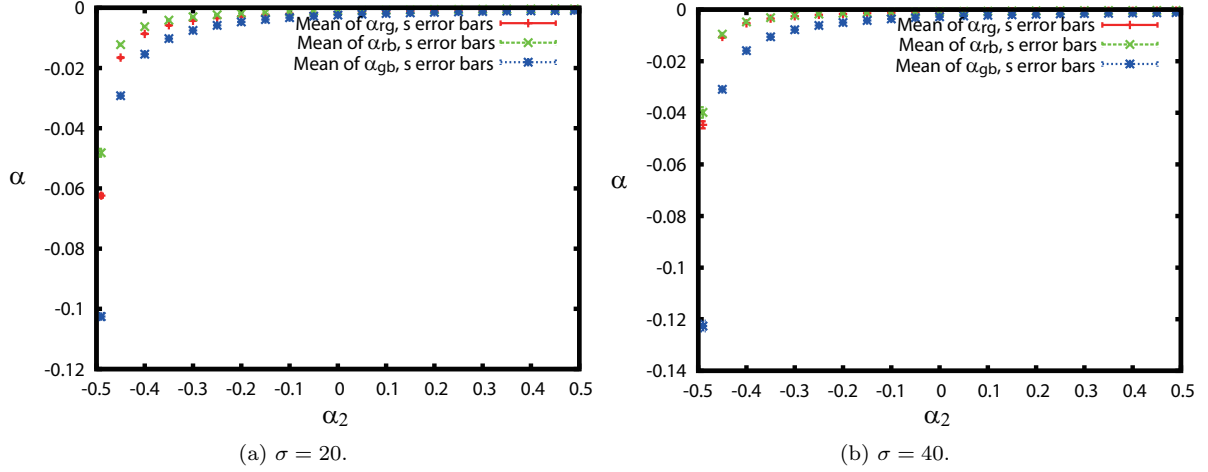 0
-0.02
-0.04
-0.06
-0.08
-0.1
-0.12
α
-0.5 -0.4 -0.3 -0.2 -0.1 0 0.1 0.2 0.3 0.4 0.5
α2
Mean of αrg, s error bars
Mean of αrb, s error bars
Mean of αgb, s error bars
(a) σ = 20.
0
-0.02
-0.04
-0.06
-0.08
-0.1
-0.12
-0.14
α
-0.5 -0.4 -0.3 -0.2 -0.1 0 0.1 0.2 0.3 0.4 0.5
α2
Mean of αrg, s error bars
Mean of αrb, s error bars
Mean of αgb, s error bars
(b) σ = 40.